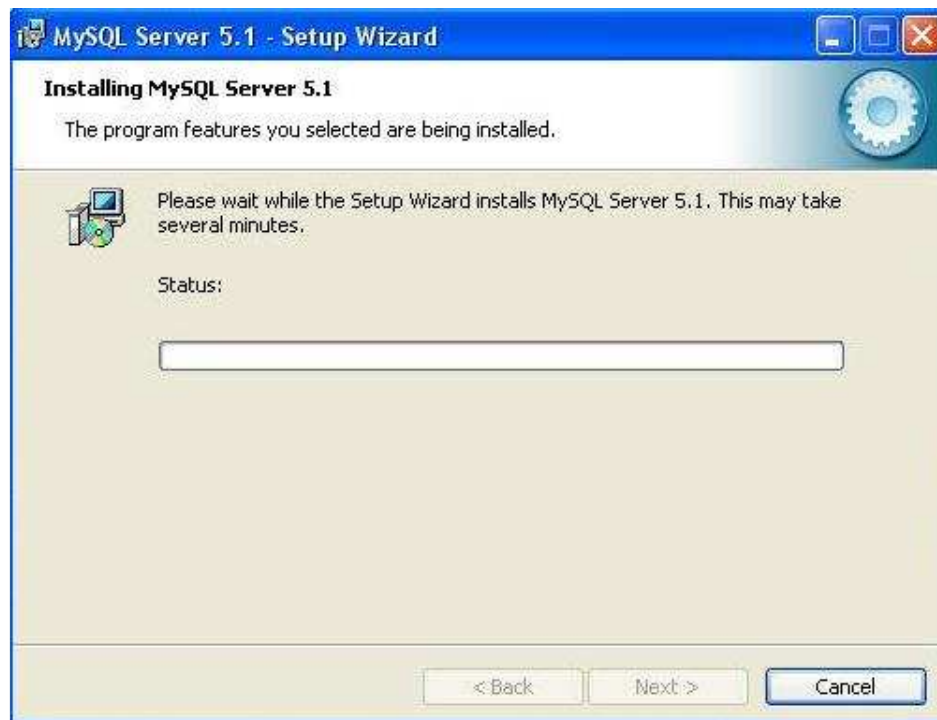 MySQL Server 5.1 - Setup Wizard
Installing MySQL Server 5.1
The program features you selected are being installed.
Please wait while the Setup Wizard installs MySQL Server 5.1. This may take
several minutes.
Status:
< Back
Next >
Cancel